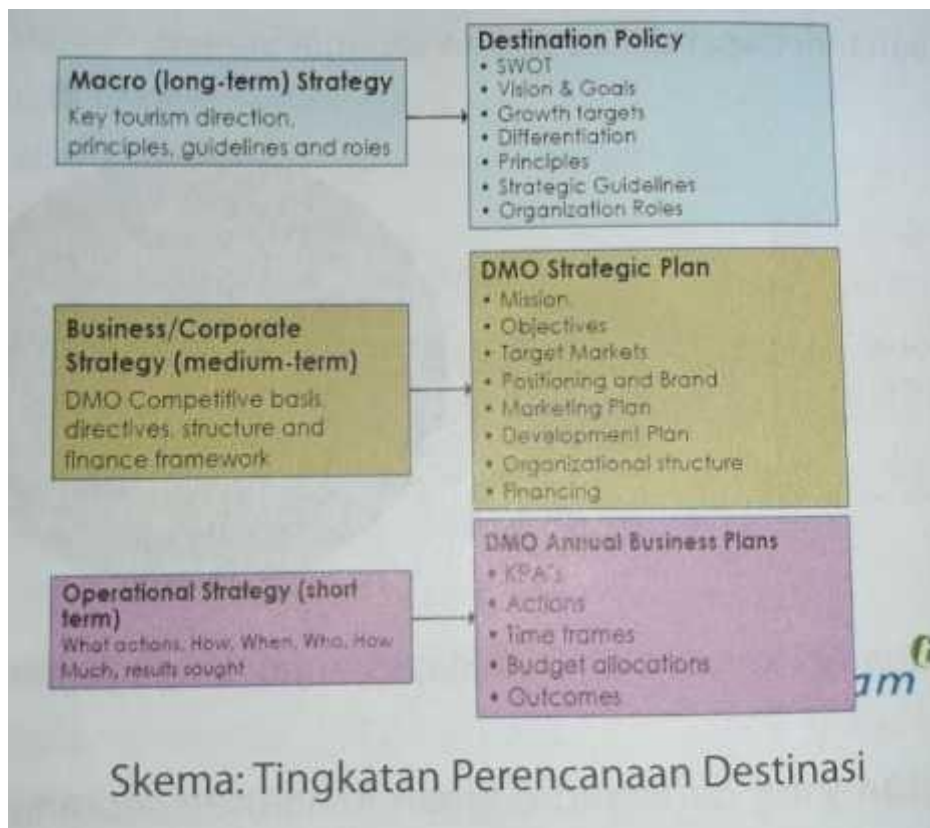 Macro (long-term) Strategy
Key tourism direction,
principles, guidelines and roles
Destination Policy
• SWOT
• Vision & Goals
• Growth targets
• Differentiation
• Principles
• Strategic Guidelines
• Organization Roles
Business/Corporate
Strategy (medium-term)
DMO Competitive basis,
directives, structure and
finance framework
DMO Strategic Plan
• Mission
• Objectives
• Target Markets
• Positioning and Brand
• Marketing Plan
• Development Plan
• Organizational structure
• Financing
Operational Strategy (short
term)
What actions, How, When, Who, How
Much, results sought
DMO Annual Business Plans
• KPA's
• Actions
• Time frames
• Budget allocations
• Outcomes
am
Skema: Tingkatan Perencanaan Destinasi